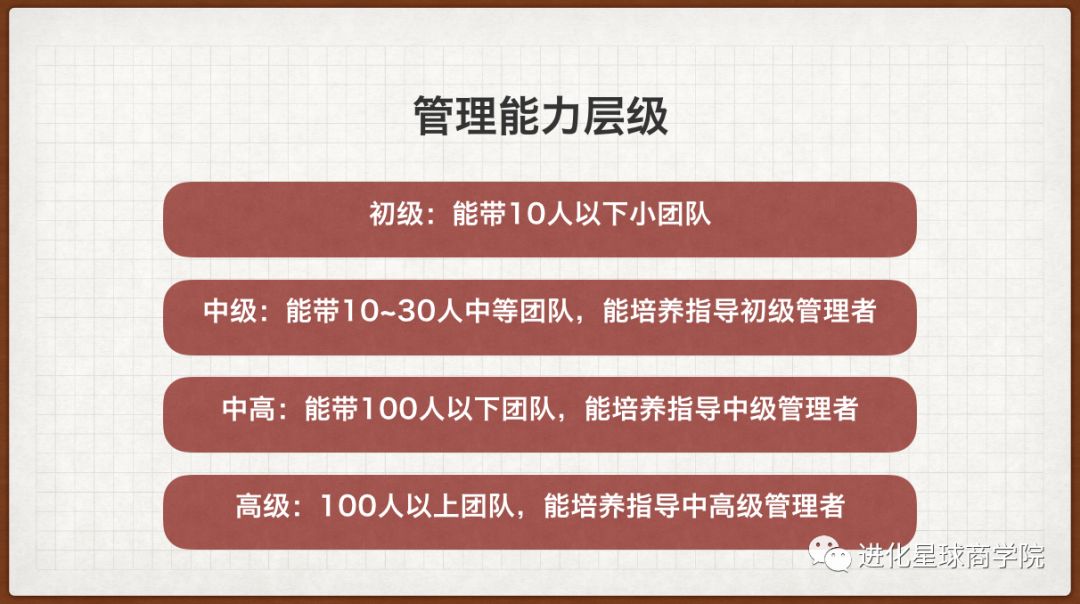 管理能力层级
初级：能带10人以下小团队
中级：能带10~30人中等团队，能培养指导初级管理者
中高：能带100人以下团队，能培养指导中级管理者
高级：100人以上团队，能培养指导中高级管理者
进化星球商学院